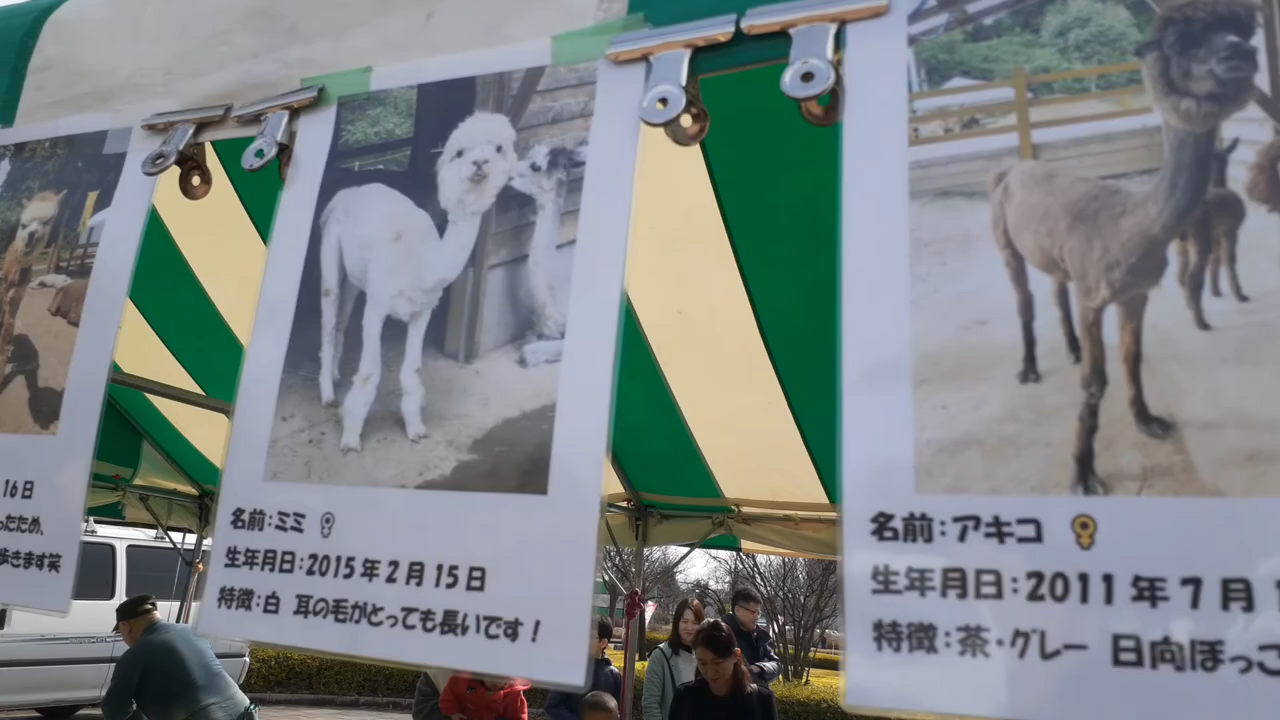 16日
ったため、
歩きます笑
名前:ミミ ♀
生年月日:2015年2月15日
特徴:白 耳の毛がとっても長いです!
名前:アキコ ♀
生年月日:2011年7月
特徴:茶・グレー 日向ぼっこ